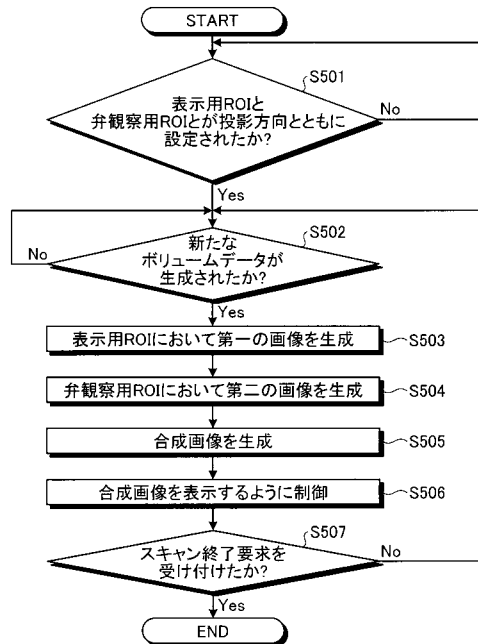 START
S501
表示用ROIと
弁観察用ROIとが投影方向とともに
設定されたか?
No
Yes
S502
新たな
ボリュームデータが
生成されたか?
No
Yes
表示用ROIにおいて第一の画像を生成
S503
弁観察用ROIにおいて第二の画像を生成
S504
合成画像を生成
S505
合成画像を表示するように制御
S506
S507
スキャン終了要求を
受け付けたか?
No
Yes
END